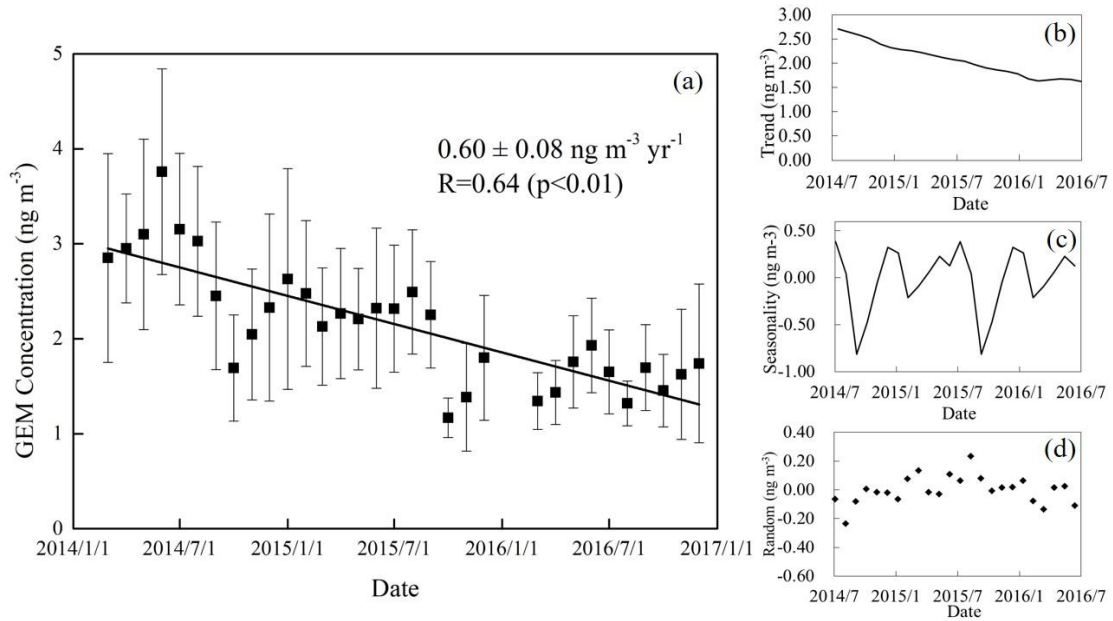 (a)
0.60 ± 0.08 ng m⁻³ yr⁻¹
R=0.64 (p<0.01)
GEM Concentration (ng m⁻³)
5
4
3
2
1
0
2014/1/1 2014/7/1 2015/1/1 2015/7/1 2016/1/1 2016/7/1 2017/1/1
Date
(b)
Trend (ng m⁻³)
3.00
2.50
2.00
1.50
1.00
0.50
0.00
2014/7 2015/1 2015/7 2016/1 2016/7
Date
(c)
Seasonality (ng m-3)
0.50
0.00
-0.50
-1.00
2014/7 2015/1 2015/7 2016/1 2016/7
Date
(d)
Random (ng m⁻³)
0.40
0.20
0.00
-0.20
-0.40
-0.60
2014/7 2015/1 2015/7 2016/1 2016/7
Date